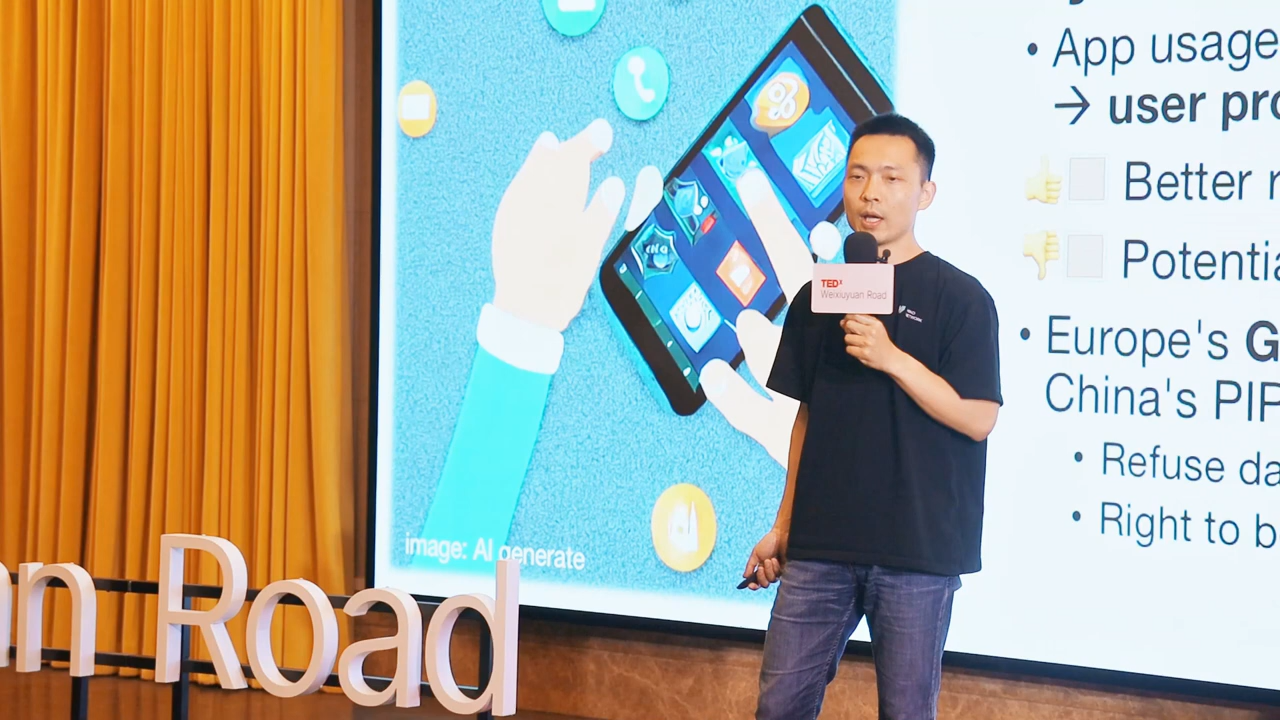 App usage
→ user pro
Better r
Potentia
Europe's G
China's PIP
Refuse da
Right to b
image: AI generate
TEDx
Weixiuyuan Road
an Road